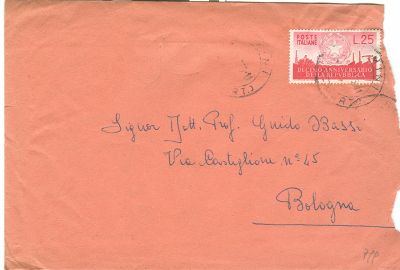 POSTE ITALIANE L.25
DECIMO ANNIVERSARIO
DELLA REPUBBLICA
Signor Dott. Prof. Guido Bassi
Via Castiglione n° 45
Bologna